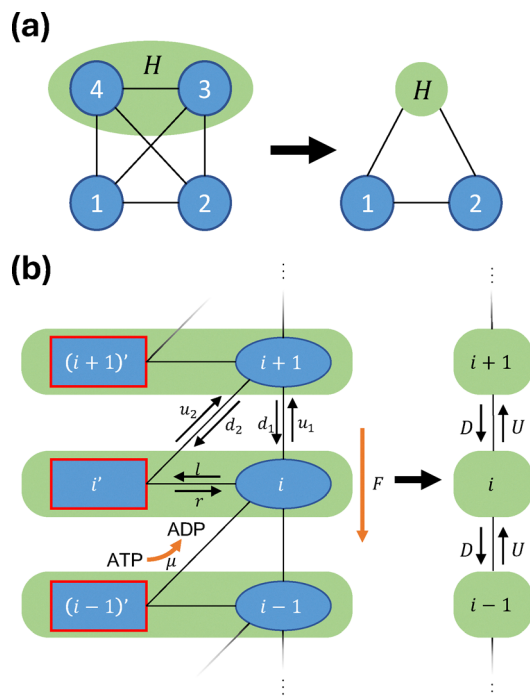 (a)
H
4 3
1 2
H
1 2
(b)
⋮ ⋮
(i + 1)′ i + 1 i + 1
u₂ d₂ d₁ u₁ D U
i′ l r i F i
ADP
ATP μ D U
(i − 1)′ i − 1 i − 1
⋮ ⋮